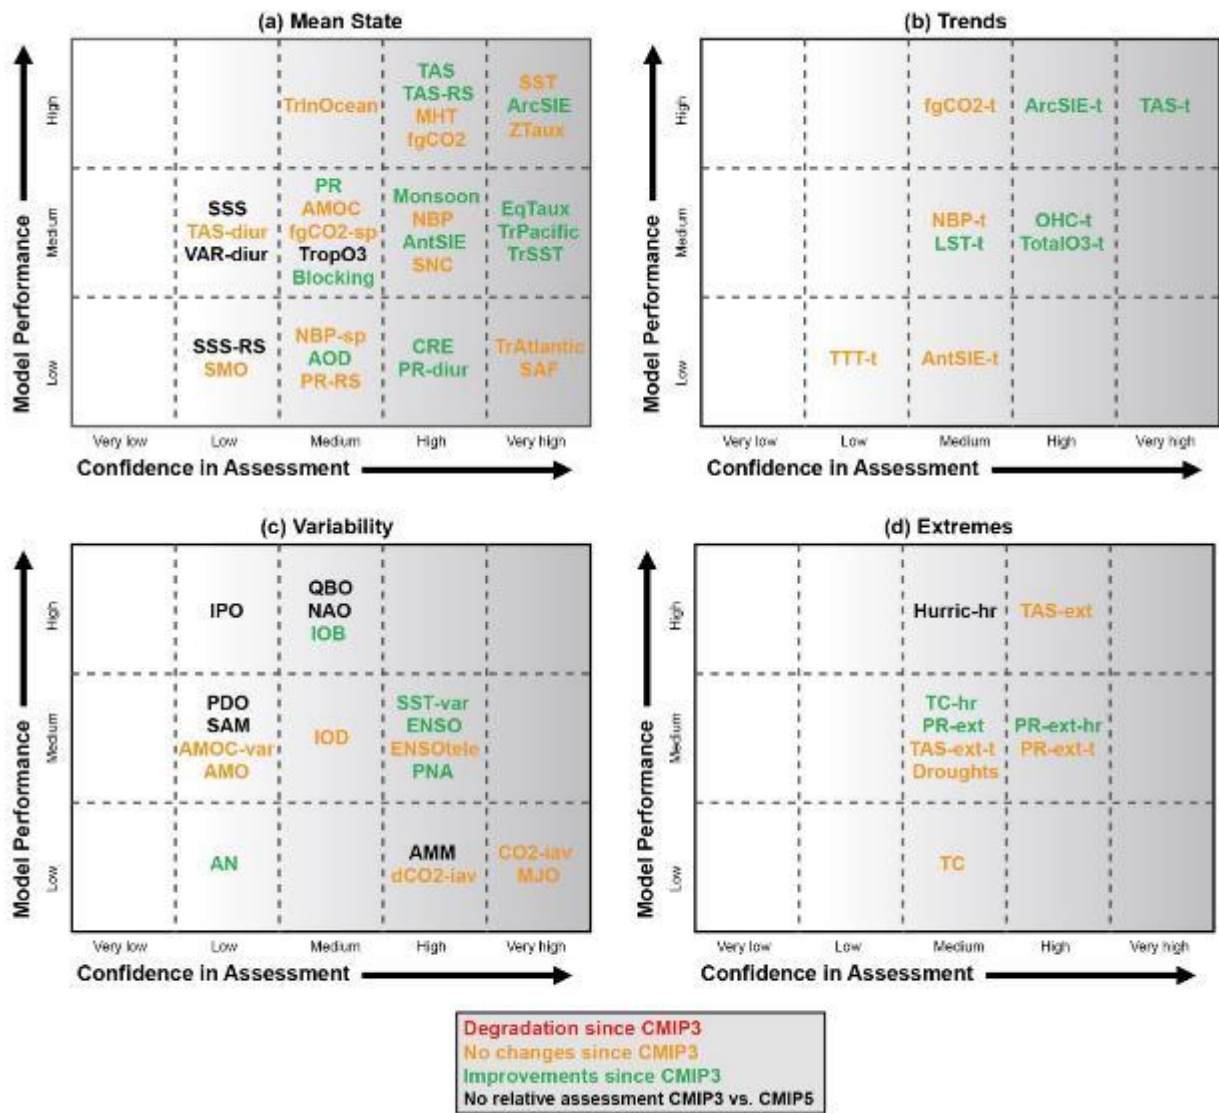 (a) Mean State
Model Performance
High
Medium
Low
TrInOcean
TAS
TAS-RS
MHT
fgCO2
SST
ArcSIE
ZTaux
SSS
TAS-diur
VAR-diur
PR
AMOC
fgCO2-sp
TropO3
Blocking
Monsoon
NBP
AntSIE
SNC
EqTaux
TrPacific
TrSST
SSS-RS
SMO
NBP-sp
AOD
PR-RS
CRE
PR-diur
TrAtlantic
SAF
Very low
Low
Medium
High
Very high
Confidence in Assessment
(b) Trends
Model Performance
High
Medium
Low
fgCO2-t
ArcSIE-t
TAS-t
NBP-t
LST-t
OHC-t
TotalO3-t
TTT-t
AntSIE-t
Very low
Low
Medium
High
Very high
Confidence in Assessment
(c) Variability
Model Performance
High
Medium
Low
IPO
QBO
NAO
IOB
PDO
SAM
AMOC-var
AMO
IOD
SST-var
ENSO
ENSOtele
PNA
AN
AMM
dCO2-iav
CO2-iav
MJO
Very low
Low
Medium
High
Very high
Confidence in Assessment
(d) Extremes
Model Performance
High
Medium
Low
Hurric-hr
TAS-ext
TC-hr
PR-ext
TAS-ext-t
Droughts
PR-ext-hr
PR-ext-t
TC
Very low
Low
Medium
High
Very high
Confidence in Assessment
Degradation since CMIP3
No changes since CMIP3
Improvements since CMIP3
No relative assessment CMIP3 vs. CMIP5